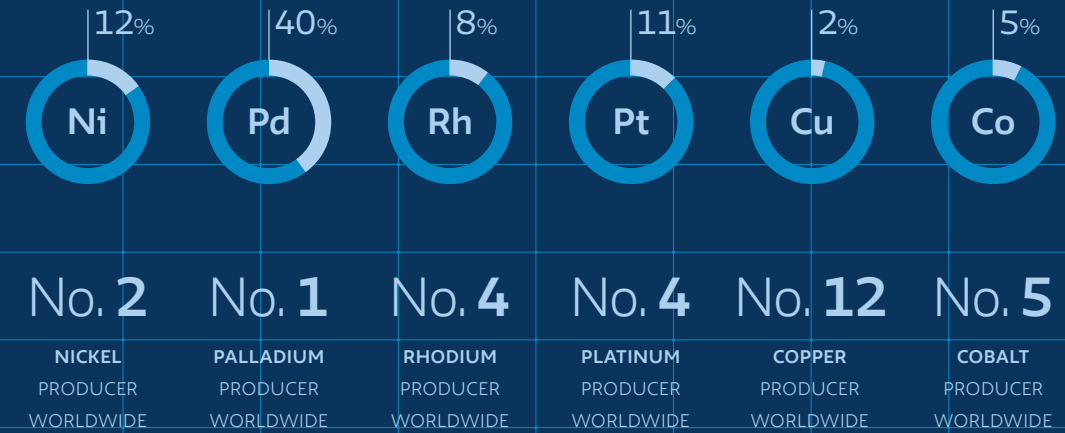 12% 40% 8% 11% 2% 5%
Ni Pd Rh Pt Cu Co
No. 2 No. 1 No. 4 No. 4 No. 12 No. 5
NICKEL PALLADIUM RHODIUM PLATINUM COPPER COBALT
PRODUCER PRODUCER PRODUCER PRODUCER PRODUCER PRODUCER
WORLDWIDE WORLDWIDE WORLDWIDE WORLDWIDE WORLDWIDE WORLDWIDE